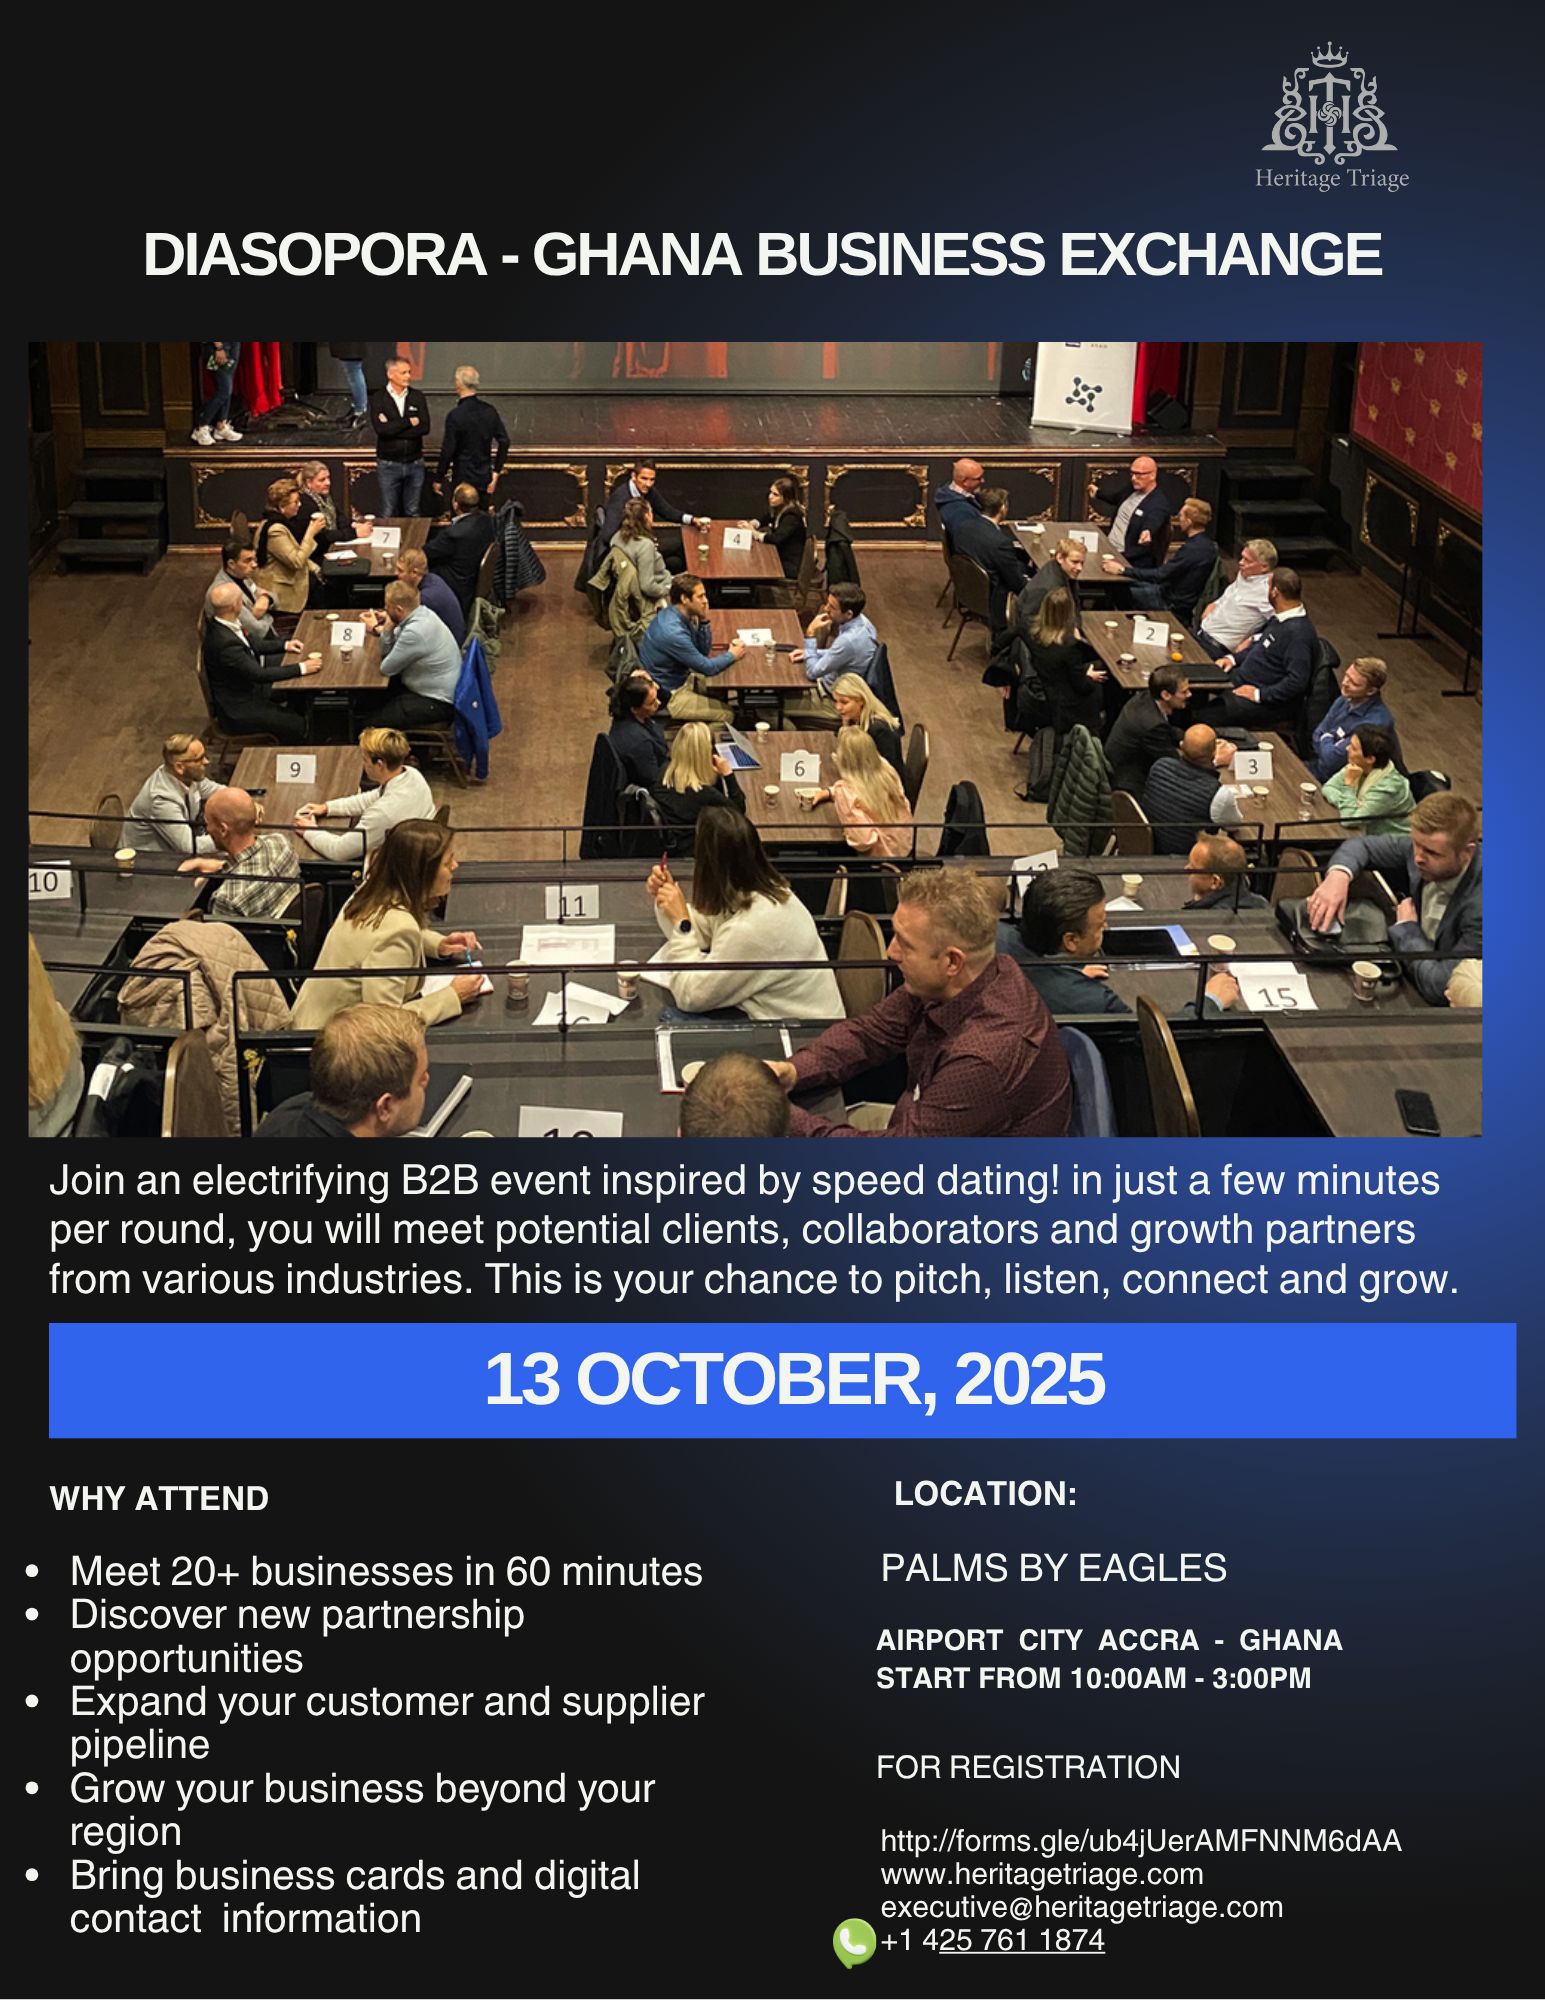 Heritage Triage
DIASOPORA - GHANA BUSINESS EXCHANGE
7
4
1
8
5
2
9
6
3
10
11
15
Join an electrifying B2B event inspired by speed dating! in just a few minutes
per round, you will meet potential clients, collaborators and growth partners
from various industries. This is your chance to pitch, listen, connect and grow.
13 OCTOBER, 2025
WHY ATTEND
• Meet 20+ businesses in 60 minutes
• Discover new partnership
opportunities
• Expand your customer and supplier
pipeline
• Grow your business beyond your
region
• Bring business cards and digital
contact information
LOCATION:
PALMS BY EAGLES
AIRPORT CITY ACCRA - GHANA
START FROM 10:00AM - 3:00PM
FOR REGISTRATION
http://forms.gle/ub4jUerAMFNNM6dAA
www.heritagetriage.com
executive@heritagetriage.com
+1 425 761 1874